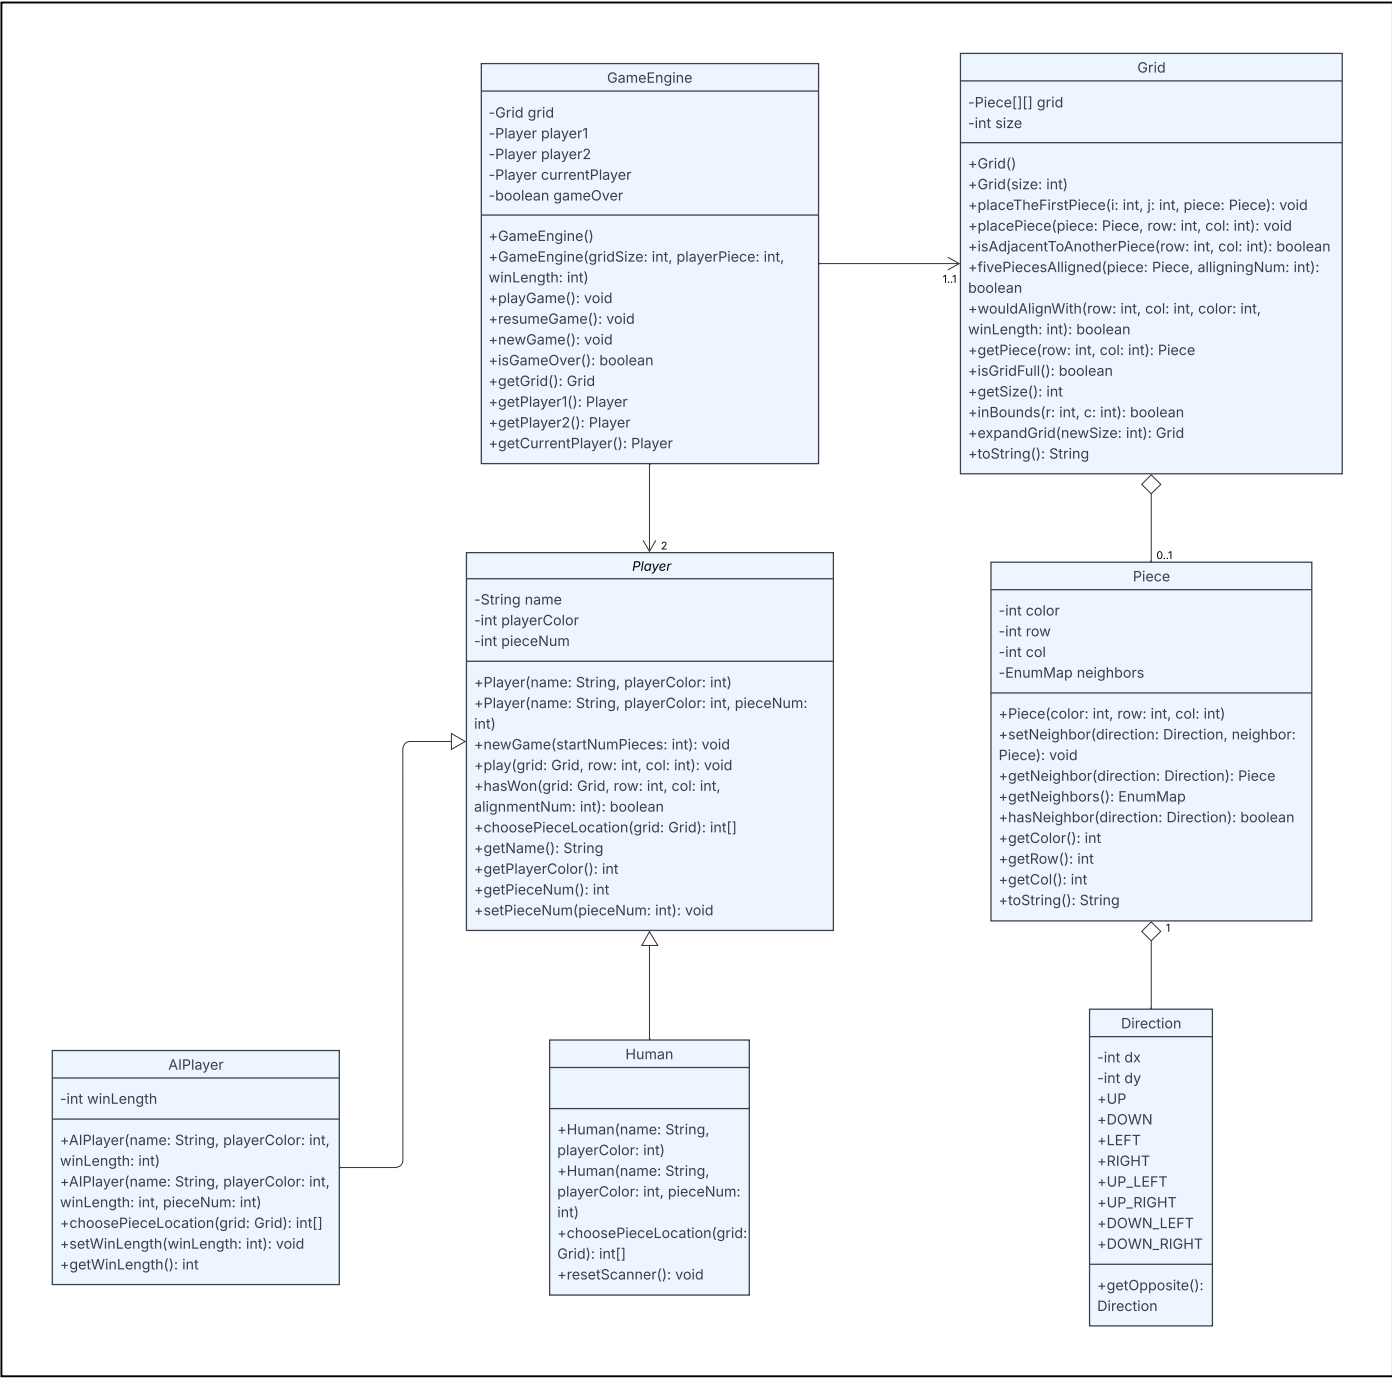 GameEngine
-Grid grid
-Player player1
-Player player2
-Player currentPlayer
-boolean gameOver
+GameEngine()
+GameEngine(gridSize: int, playerPiece: int,
winLength: int)
+playGame(): void
+resumeGame(): void
+newGame(): void
+isGameOver(): boolean
+getGrid(): Grid
+getPlayer1(): Player
+getPlayer2(): Player
+getCurrentPlayer(): Player
1..1
Grid
-Piece[][] grid
-int size
+Grid()
+Grid(size: int)
+placeTheFirstPiece(i: int, j: int, piece: Piece): void
+placePiece(piece: Piece, row: int, col: int): void
+isAdjacentToAnotherPiece(row: int, col: int): boolean
+fivePiecesAlligned(piece: Piece, alligningNum: int):
boolean
+wouldAlignWith(row: int, col: int, color: int,
winLength: int): boolean
+getPiece(row: int, col: int): Piece
+isGridFull(): boolean
+getSize(): int
+inBounds(r: int, c: int): boolean
+expandGrid(newSize: int): Grid
+toString(): String
2
Player
-String name
-int playerColor
-int pieceNum
+Player(name: String, playerColor: int)
+Player(name: String, playerColor: int, pieceNum:
int)
+newGame(startNumPieces: int): void
+play(grid: Grid, row: int, col: int): void
+hasWon(grid: Grid, row: int, col: int,
alignmentNum: int): boolean
+choosePieceLocation(grid: Grid): int[]
+getName(): String
+getPlayerColor(): int
+getPieceNum(): int
+setPieceNum(pieceNum: int): void
0..1
Piece
-int color
-int row
-int col
-EnumMap neighbors
+Piece(color: int, row: int, col: int)
+setNeighbor(direction: Direction, neighbor:
Piece): void
+getNeighbor(direction: Direction): Piece
+getNeighbors(): EnumMap
+hasNeighbor(direction: Direction): boolean
+getColor(): int
+getRow(): int
+getCol(): int
+toString(): String
1
AIPlayer
-int winLength
+AIPlayer(name: String, playerColor: int,
winLength: int)
+AIPlayer(name: String, playerColor: int,
winLength: int, pieceNum: int)
+choosePieceLocation(grid: Grid): int[]
+setWinLength(winLength: int): void
+getWinLength(): int
Human
+Human(name: String,
playerColor: int)
+Human(name: String,
playerColor: int, pieceNum:
int)
+choosePieceLocation(grid:
Grid): int[]
+resetScanner(): void
Direction
-int dx
-int dy
+UP
+DOWN
+LEFT
+RIGHT
+UP_LEFT
+UP_RIGHT
+DOWN_LEFT
+DOWN_RIGHT
+getOpposite():
Direction